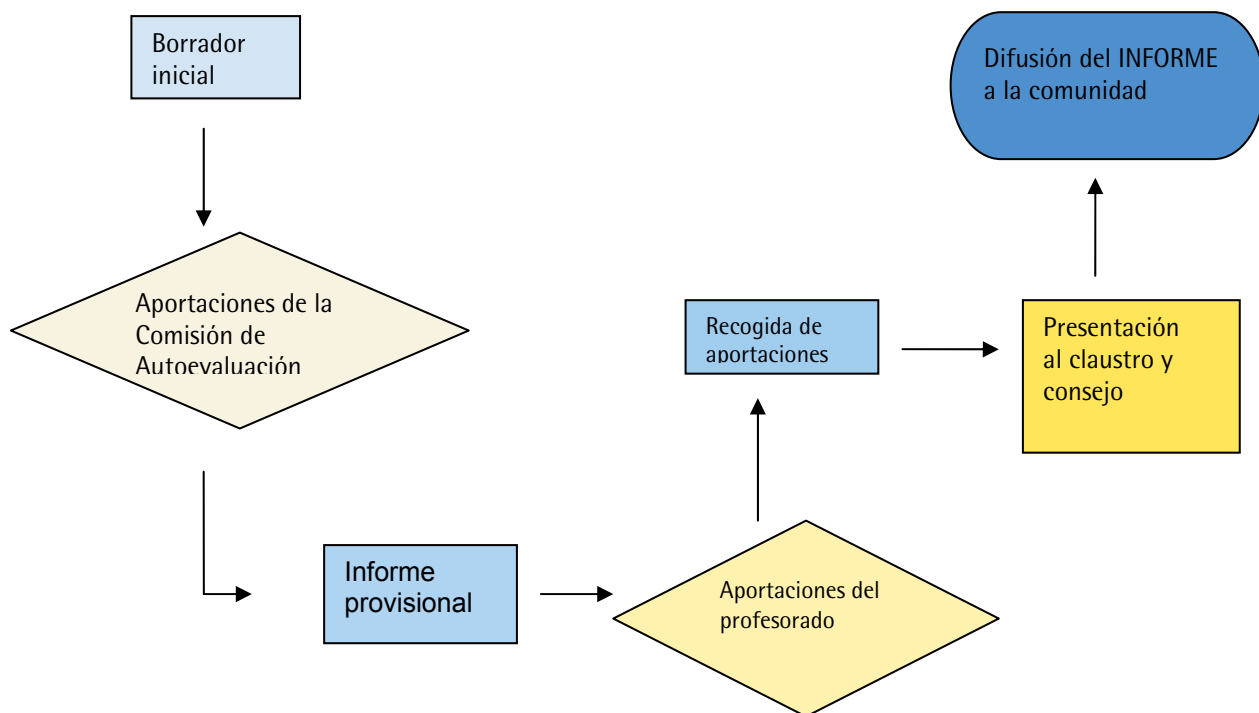 Borrador
inicial
Aportaciones de la
Comisión de
Autoevaluación
Informe
provisional
Aportaciones del
profesorado
Recogida de
aportaciones
Presentación
al claustro y
consejo
Difusión del INFORME
a la comunidad